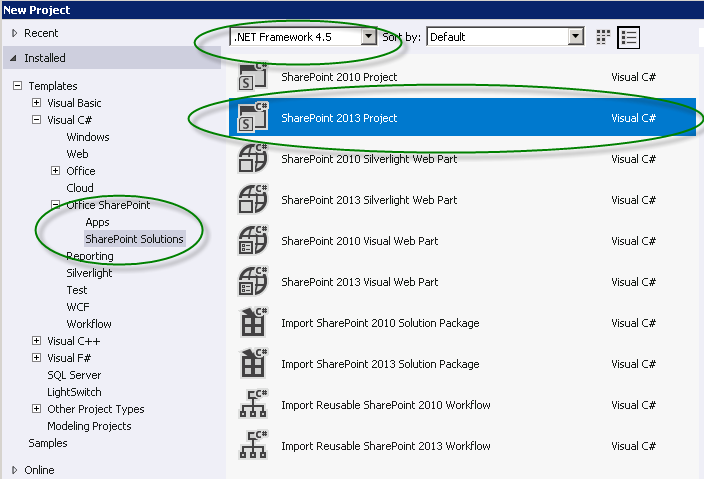 New Project
Recent
Installed
Templates
Visual Basic
Visual C#
Windows
Web
Office
Cloud
Office SharePoint
Apps
SharePoint Solutions
Reporting
Silverlight
Test
WCF
Workflow
Visual C++
Visual F#
SQL Server
LightSwitch
Other Project Types
Modeling Projects
Samples
Online
.NET Framework 4.5 Sort by: Default
C# S SharePoint 2010 Project Visual C#
C# S SharePoint 2013 Project Visual C#
C# SharePoint 2010 Silverlight Web Part Visual C#
C# SharePoint 2013 Silverlight Web Part Visual C#
C# SharePoint 2010 Visual Web Part Visual C#
C# SharePoint 2013 Visual Web Part Visual C#
C# Import SharePoint 2010 Solution Package Visual C#
C# Import SharePoint 2013 Solution Package Visual C#
C# Import Reusable SharePoint 2010 Workflow Visual C#
C# Import Reusable SharePoint 2013 Workflow Visual C#